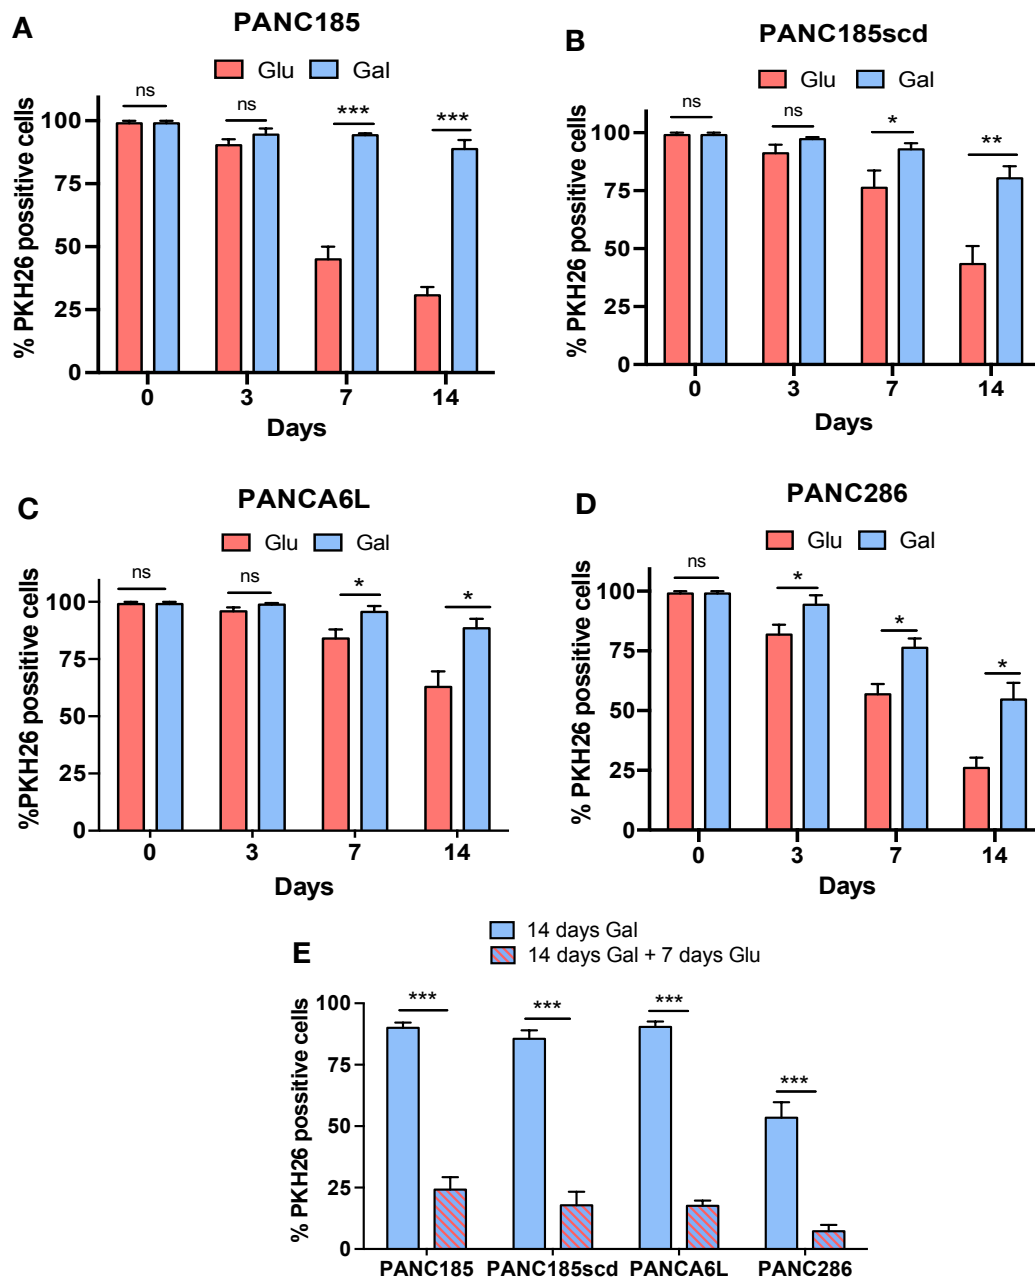 A
PANC185
Glu Gal
% PKH26 possitive cells
100
75
50
25
0
ns
ns
***
***
0 3 7 14
Days
B
PANC185scd
Glu Gal
% PKH26 possitive cells
100
75
50
25
0
ns
ns
*
**
0 3 7 14
Days
C
PANCA6L
Glu Gal
%PKH26 possitive cells
100
75
50
25
0
ns
ns
*
*
0 3 7 14
Days
D
PANC286
Glu Gal
% PKH26 possitive cells
100
75
50
25
0
ns
*
*
*
0 3 7 14
Days
E
14 days Gal
14 days Gal + 7 days Glu
% PKH26 possitive cells
100
75
50
25
0
***
***
***
***
PANC185 PANC185scd PANCA6L PANC286